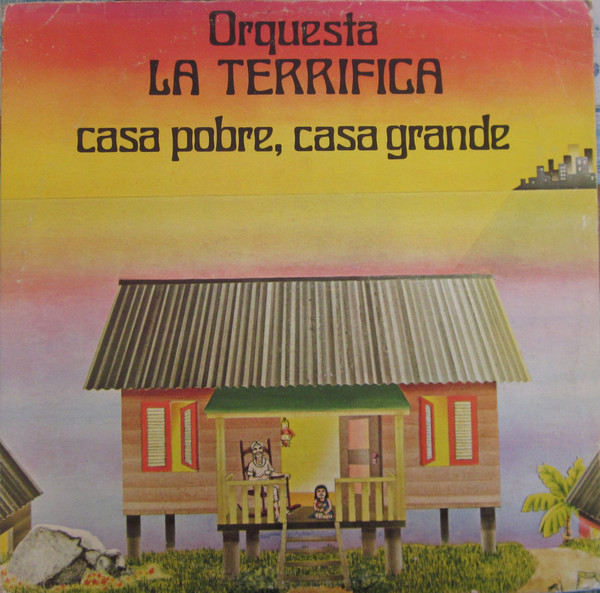 Orquesta
LA TERRIFICA
casa pobre, casa grande